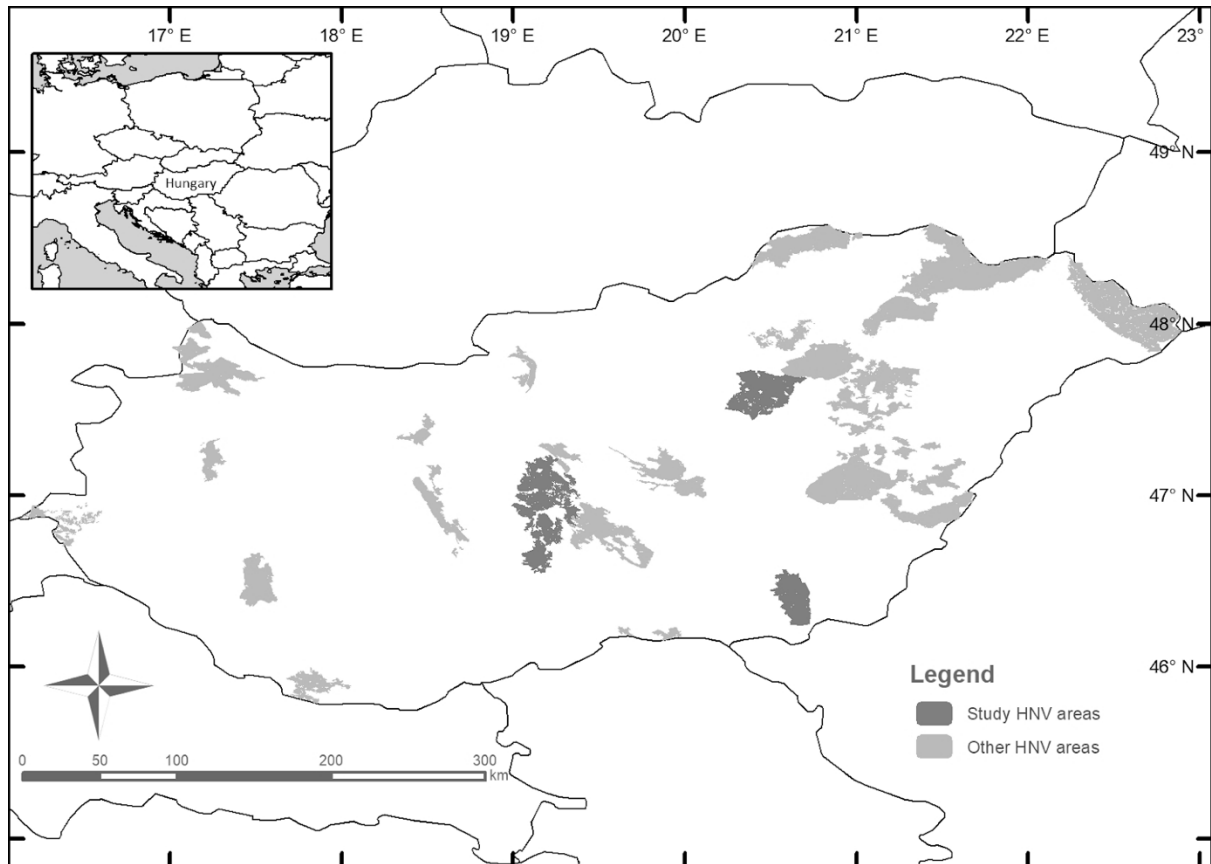 17° E 18° E 19° E 20° E 21° E 22° E 23°
Hungary
49° N
48° N
47° N
46° N
Legend
Study HNV areas
Other HNV areas
0 50 100 200 300
km